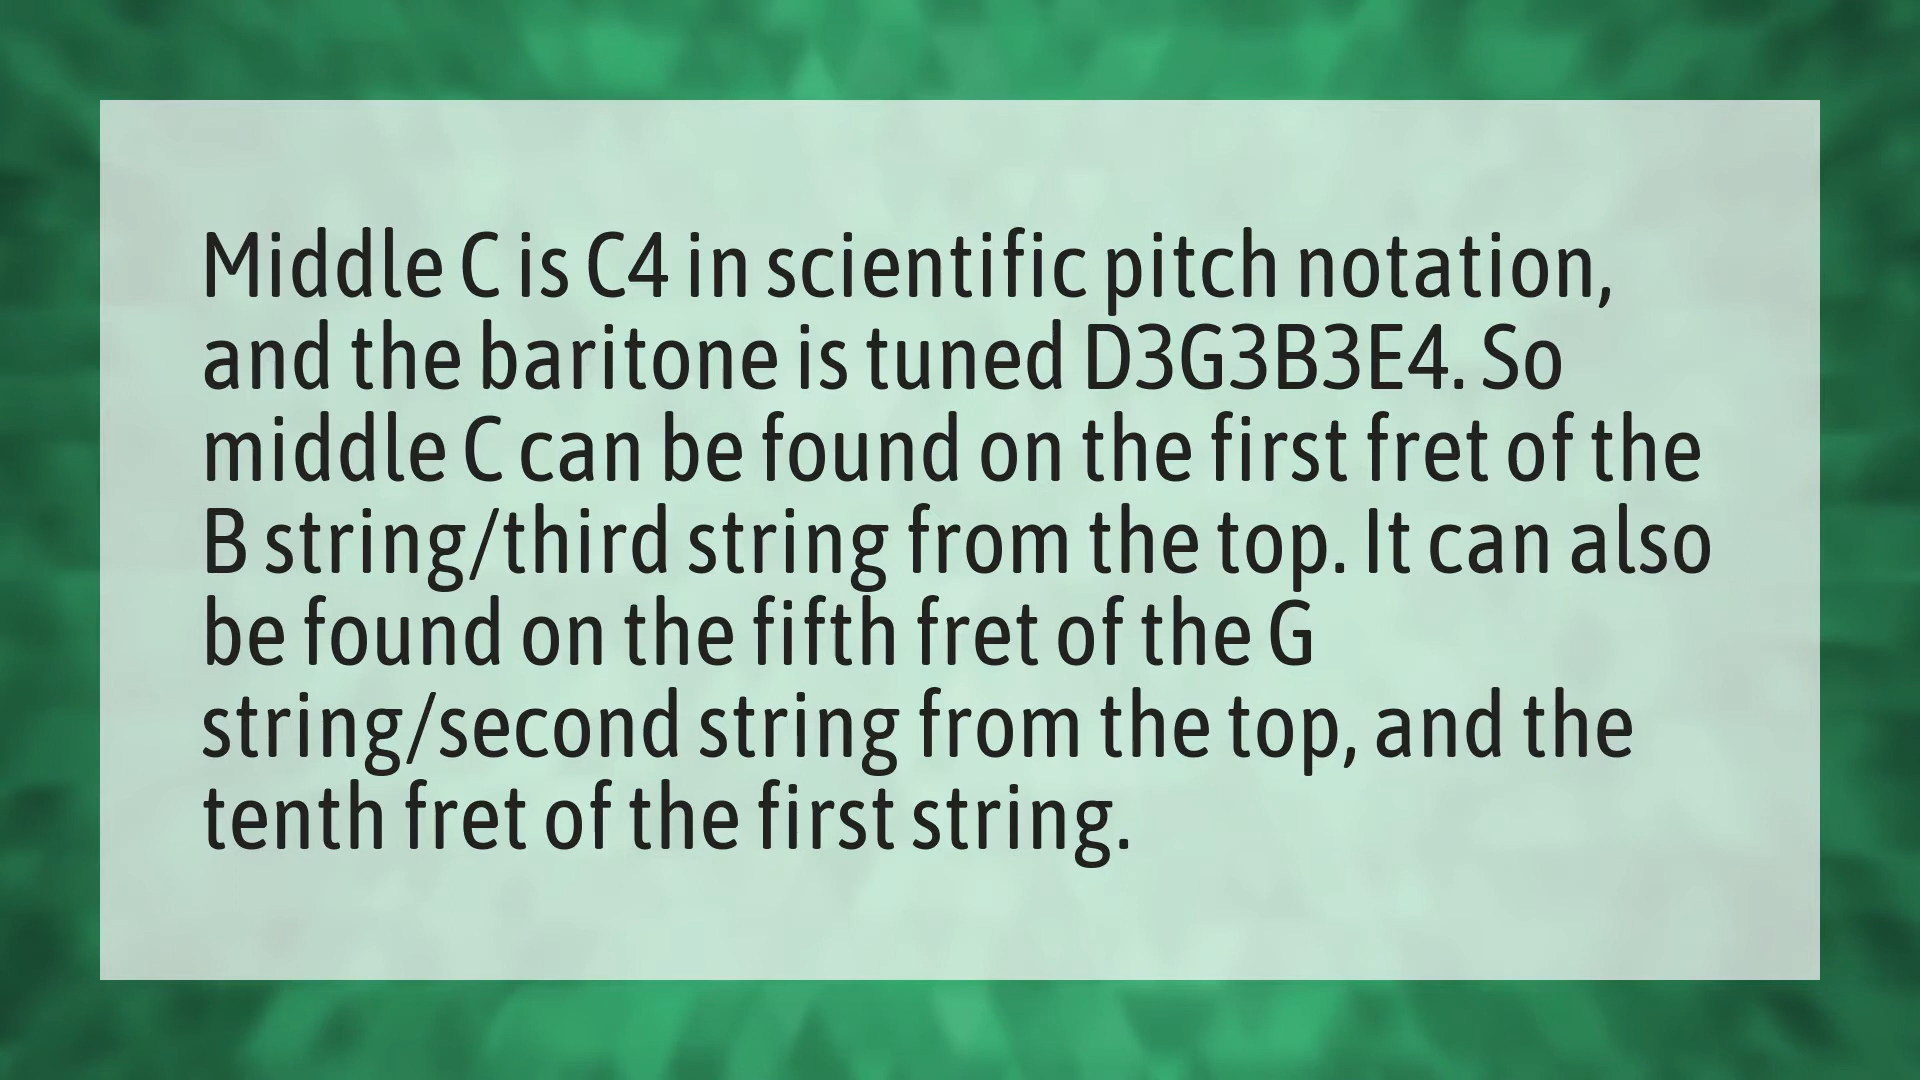 Middle C is C4 in scientific pitch notation,
and the baritone is tuned D3G3B3E4. So
middle C can be found on the first fret of the
B string/third string from the top. It can also
be found on the fifth fret of the G
string/second string from the top, and the
tenth fret of the first string.